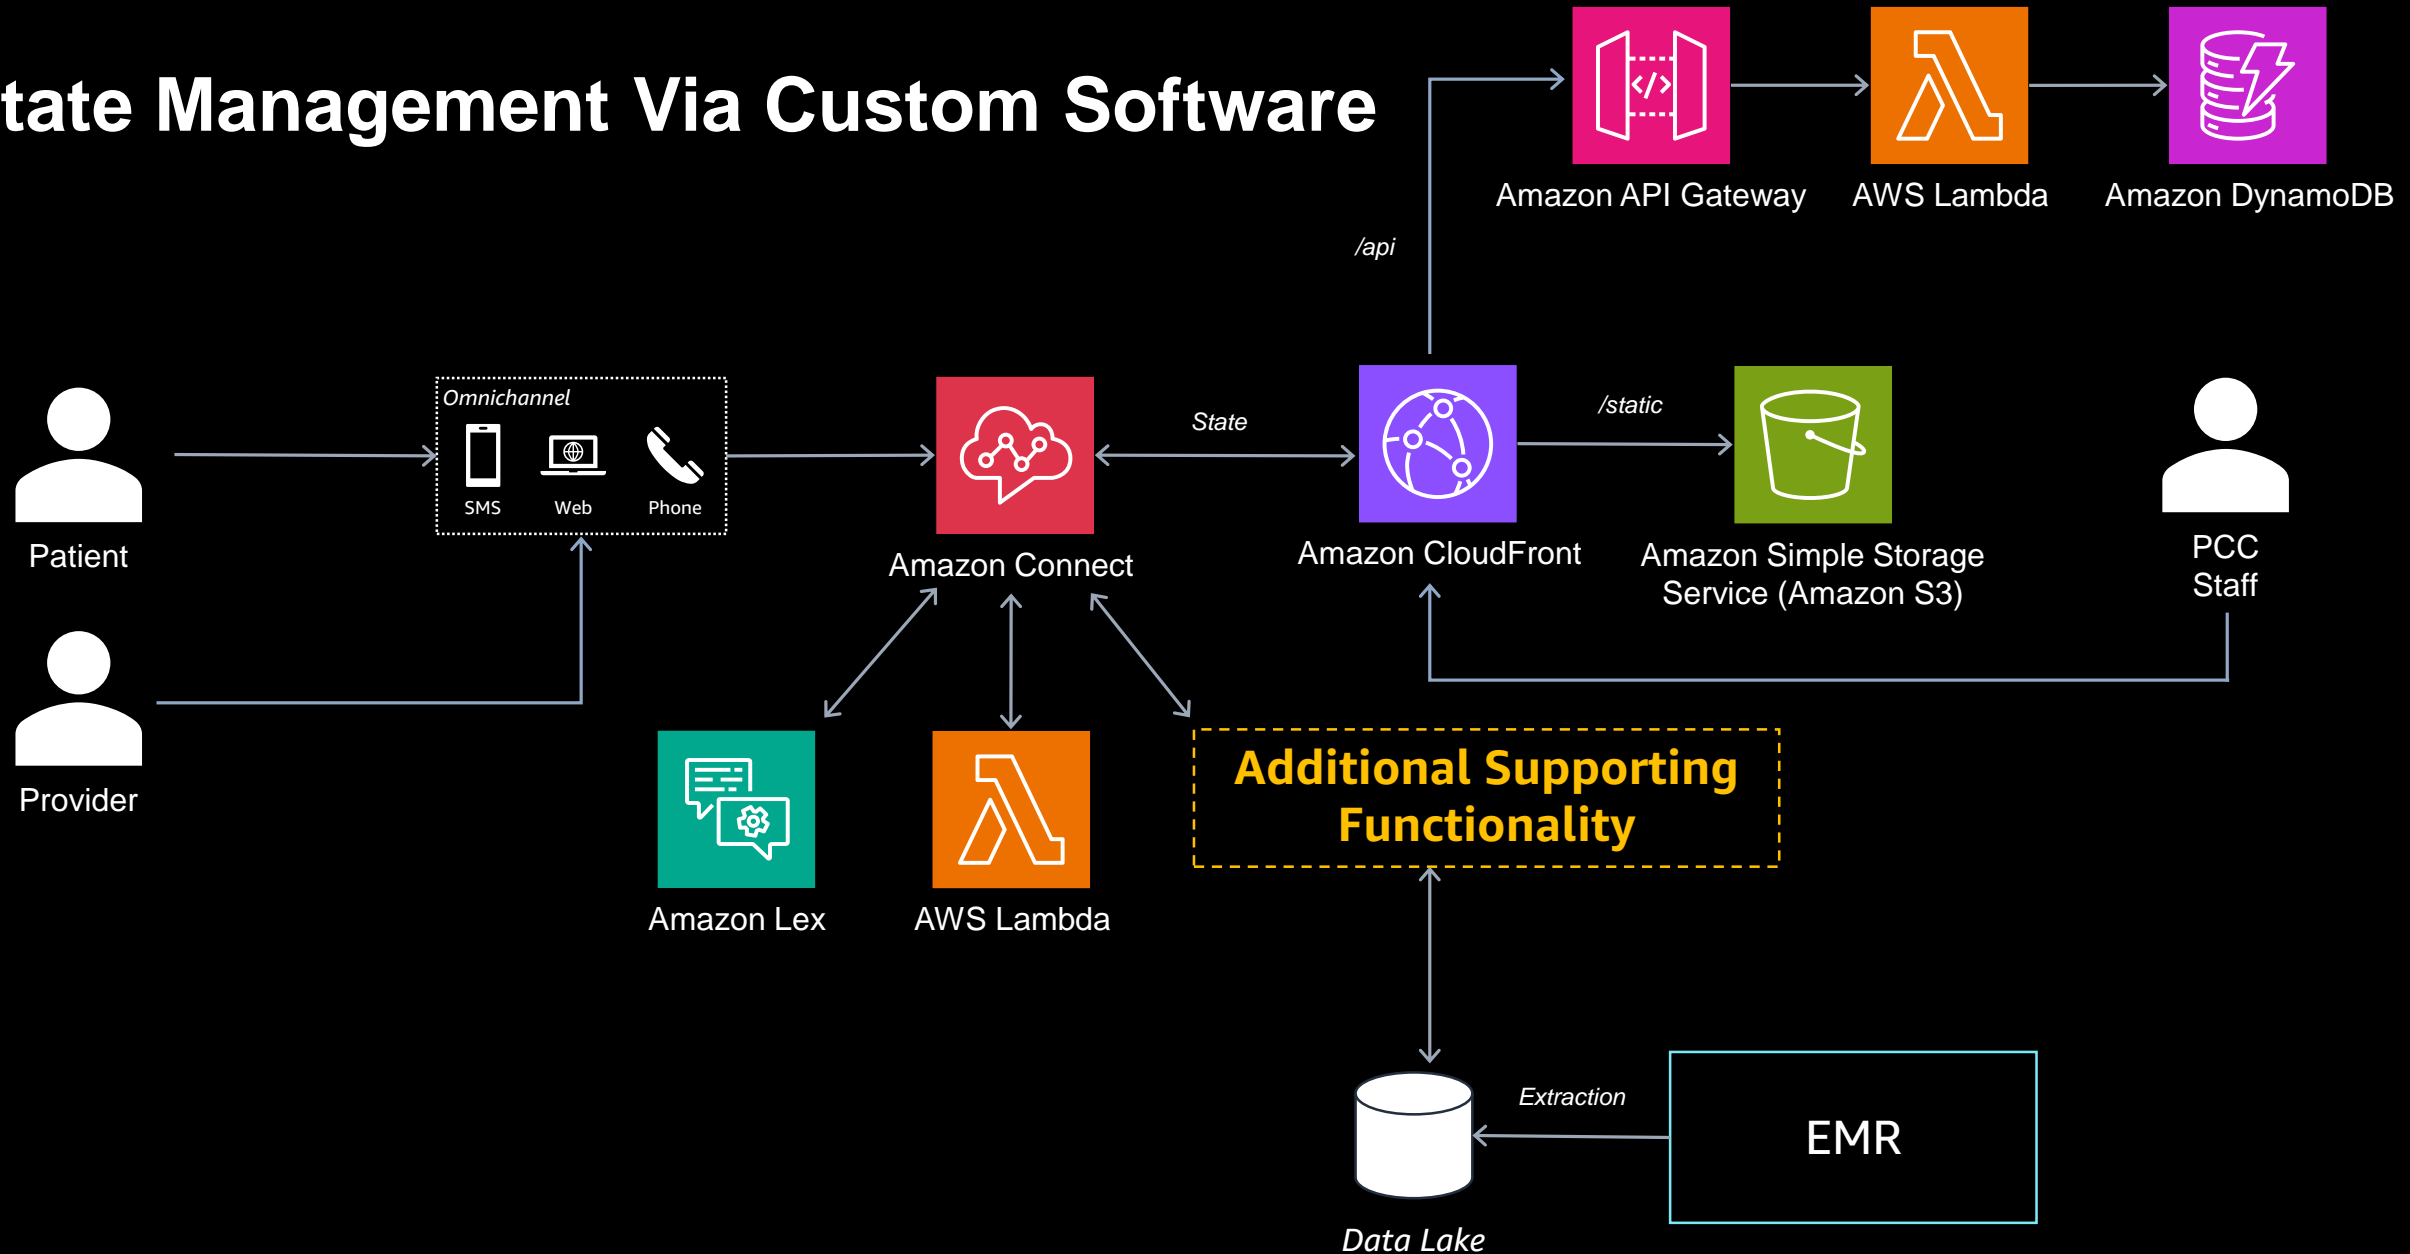 tate Management Via Custom Software
Amazon API Gateway
AWS Lambda
Amazon DynamoDB
/api
Omnichannel
SMS
Web
Phone
State
/static
Patient
Amazon Connect
Amazon CloudFront
Amazon Simple Storage
Service (Amazon S3)
PCC
Staff
Provider
Additional Supporting
Functionality
Amazon Lex
AWS Lambda
Extraction
EMR
Data Lake